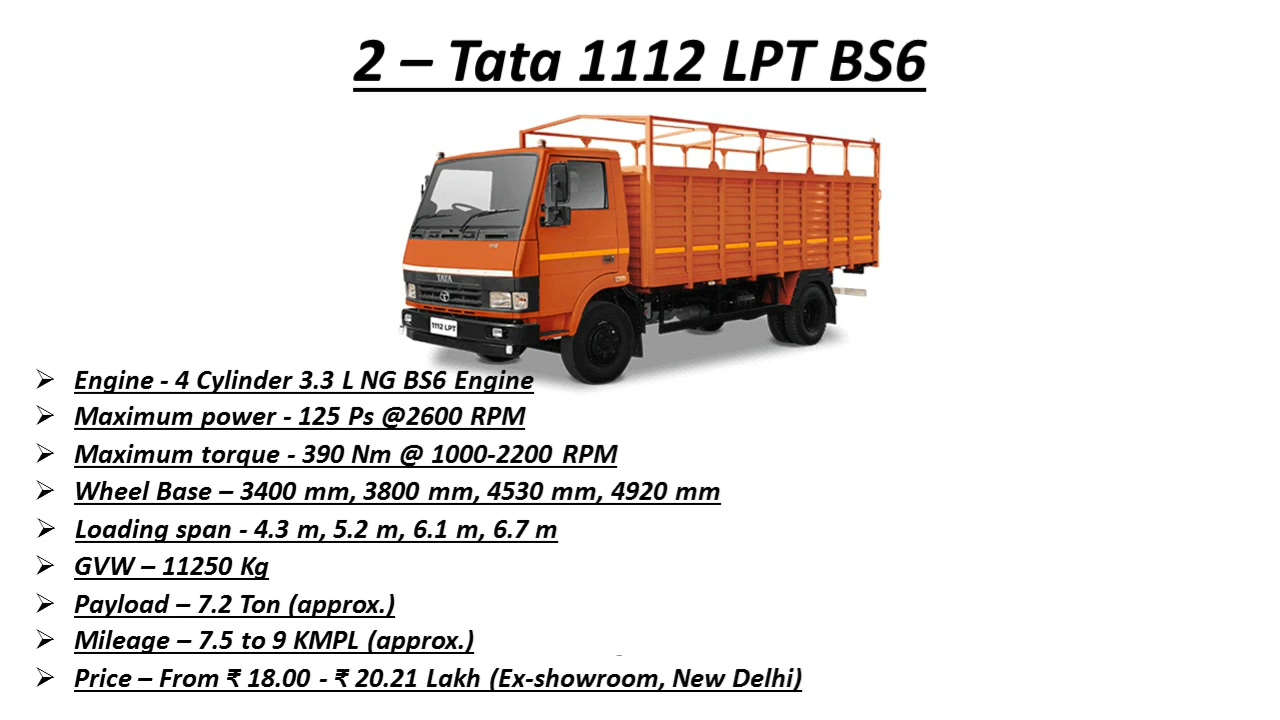 2 – Tata 1112 LPT BS6
TATA
1112 LPT
➢ Engine - 4 Cylinder 3.3 L NG BS6 Engine
➢ Maximum power - 125 Ps @2600 RPM
➢ Maximum torque - 390 Nm @ 1000-2200 RPM
➢ Wheel Base – 3400 mm, 3800 mm, 4530 mm, 4920 mm
➢ Loading span - 4.3 m, 5.2 m, 6.1 m, 6.7 m
➢ GVW – 11250 Kg
➢ Payload – 7.2 Ton (approx.)
➢ Mileage – 7.5 to 9 KMPL (approx.)
➢ Price – From ₹ 18.00 - ₹ 20.21 Lakh (Ex-showroom, New Delhi)